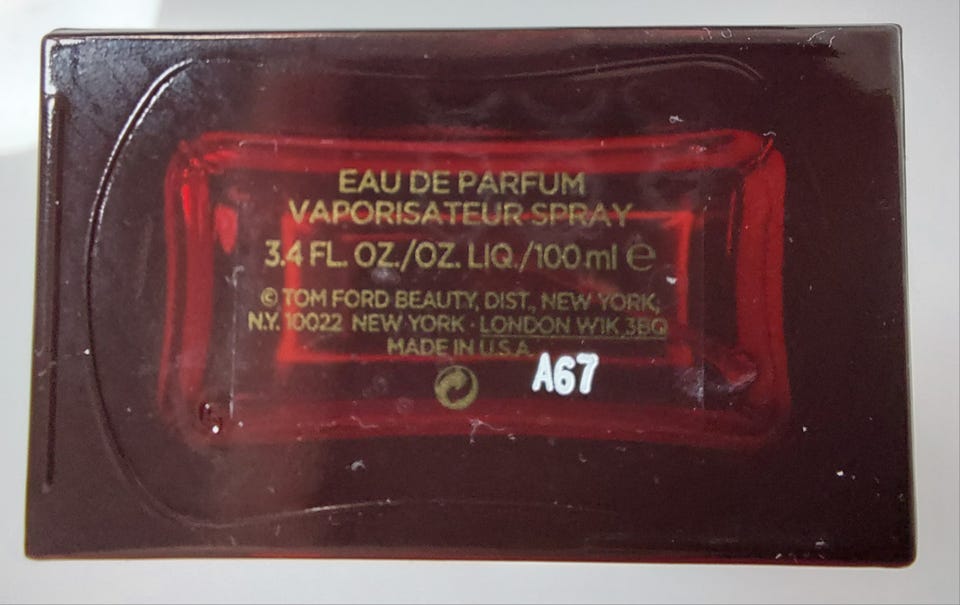 EAU DE PARFUM
VAPORISATEUR SPRAY
3.4 FL. OZ./OZ. LIQ./100 ml ℮
© TOM FORD BEAUTY, DIST., NEW YORK,
N.Y. 10022 NEW YORK · LONDON W1K 3BQ
MADE IN U.S.A.
A67